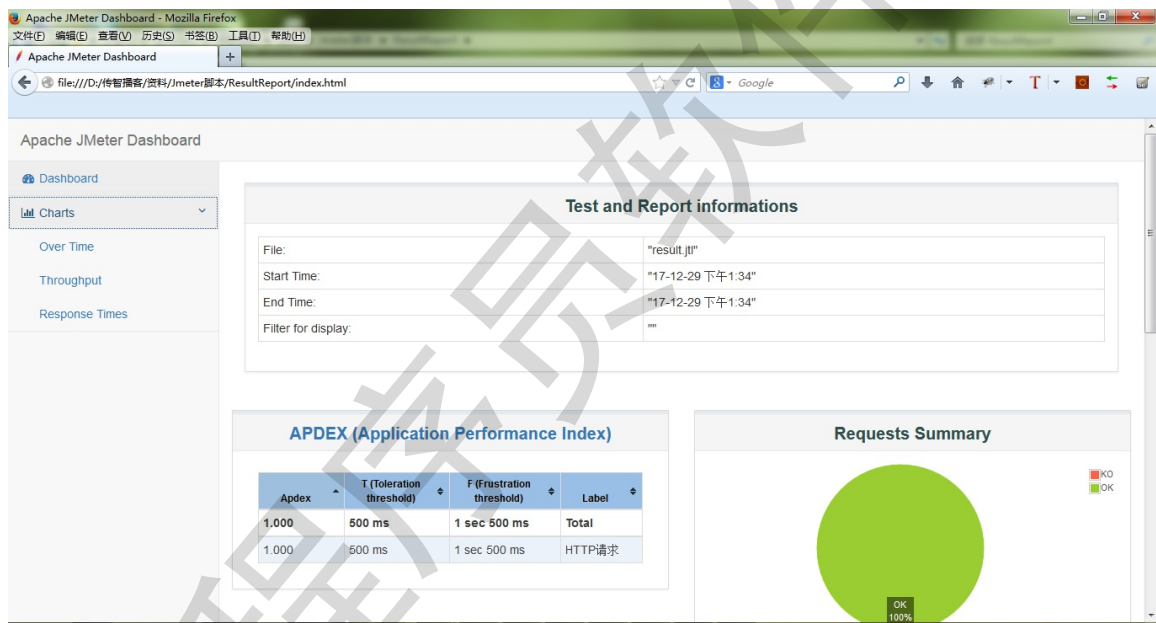 Apache JMeter Dashboard - Mozilla Firefox
文件(F) 编辑(E) 查看(V) 历史(S) 书签(B) 工具(T) 帮助(H)
Apache JMeter Dashboard +
file:///D:/传智播客/资料/Jmeter脚本/ResultReport/index.html
Google
Apache JMeter Dashboard
Dashboard
Charts
Over Time
Throughput
Response Times
Test and Report informations
File: "result.jtl"
Start Time: "17-12-29 下午1:34"
End Time: "17-12-29 下午1:34"
Filter for display: ""
APDEX (Application Performance Index)
Apdex T (Toleration threshold) F (Frustration threshold) Label
1.000 500 ms 1 sec 500 ms Total
1.000 500 ms 1 sec 500 ms HTTP请求
Requests Summary
KO
OK
OK
100%
程序员软件